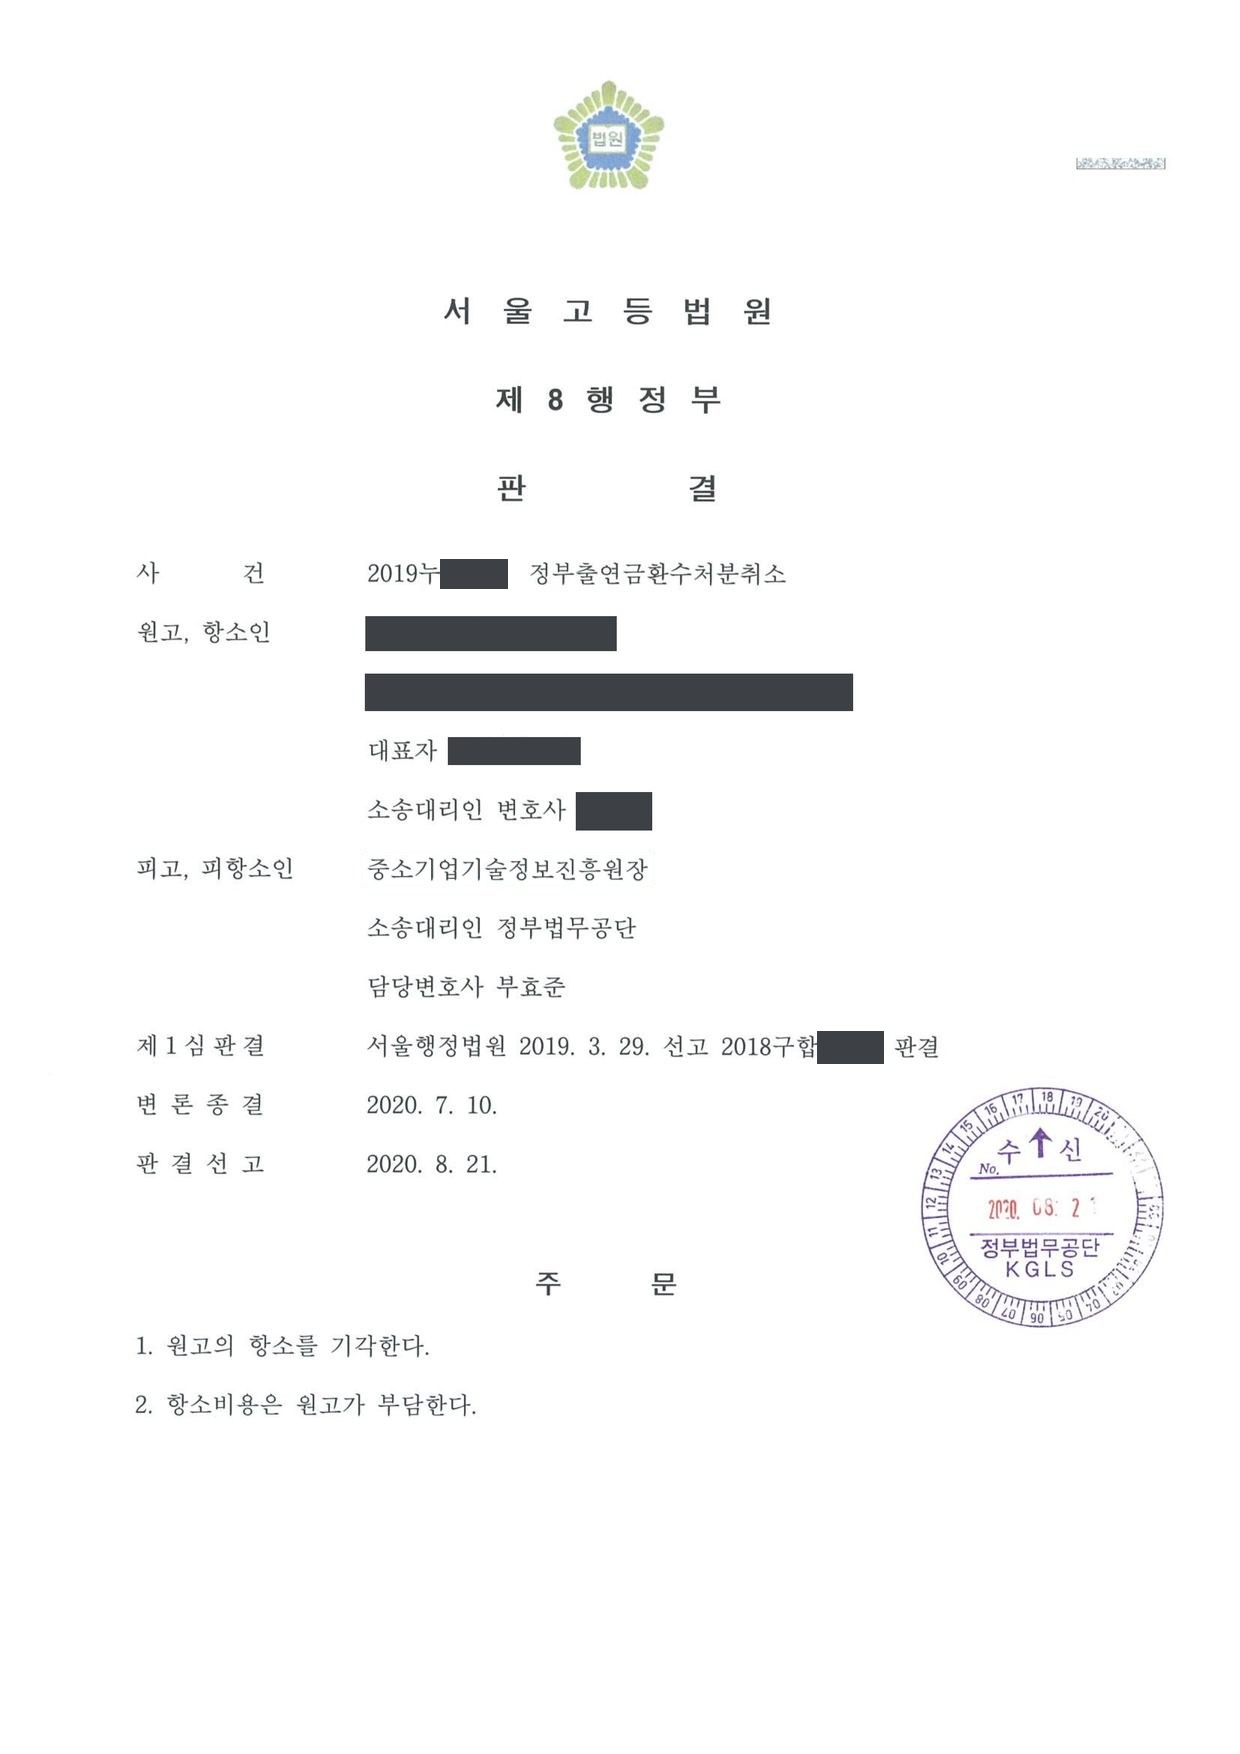 법원
서울고등법원
제8행정부
판결
사건 2019누 정부출연금환수처분취소
원고, 항소인
대표자
소송대리인 변호사
피고, 피항소인 중소기업기술정보진흥원장
소송대리인 정부법무공단
담당변호사 부효준
제1심판결 서울행정법원 2019. 3. 29. 선고 2018구합 판결
변론종결 2020. 7. 10.
판결선고 2020. 8. 21.
수신
No.
2020. 08. 21
정부법무공단
KGLS
주문
1. 원고의 항소를 기각한다.
2. 항소비용은 원고가 부담한다.